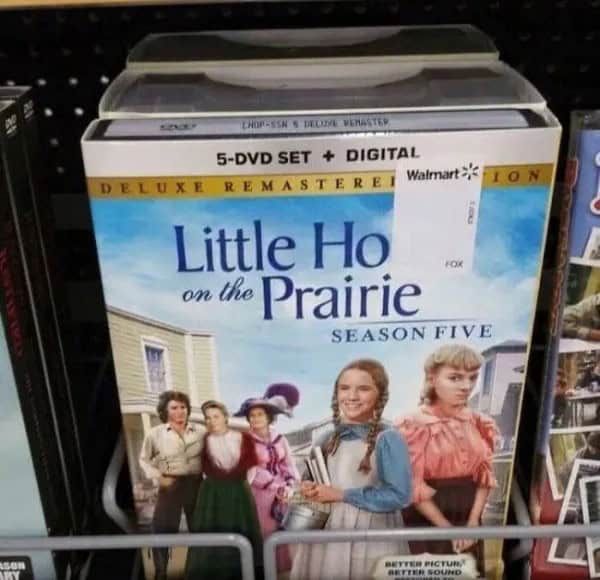 LHOP-SSN 5 DELUXE REMASTER
5-DVD SET + DIGITAL
Walmart
DELUXE REMASTERE ION
Little Ho
FOX
on the Prairie
SEASON FIVE
BETTER PICTURE
BETTER SOUND